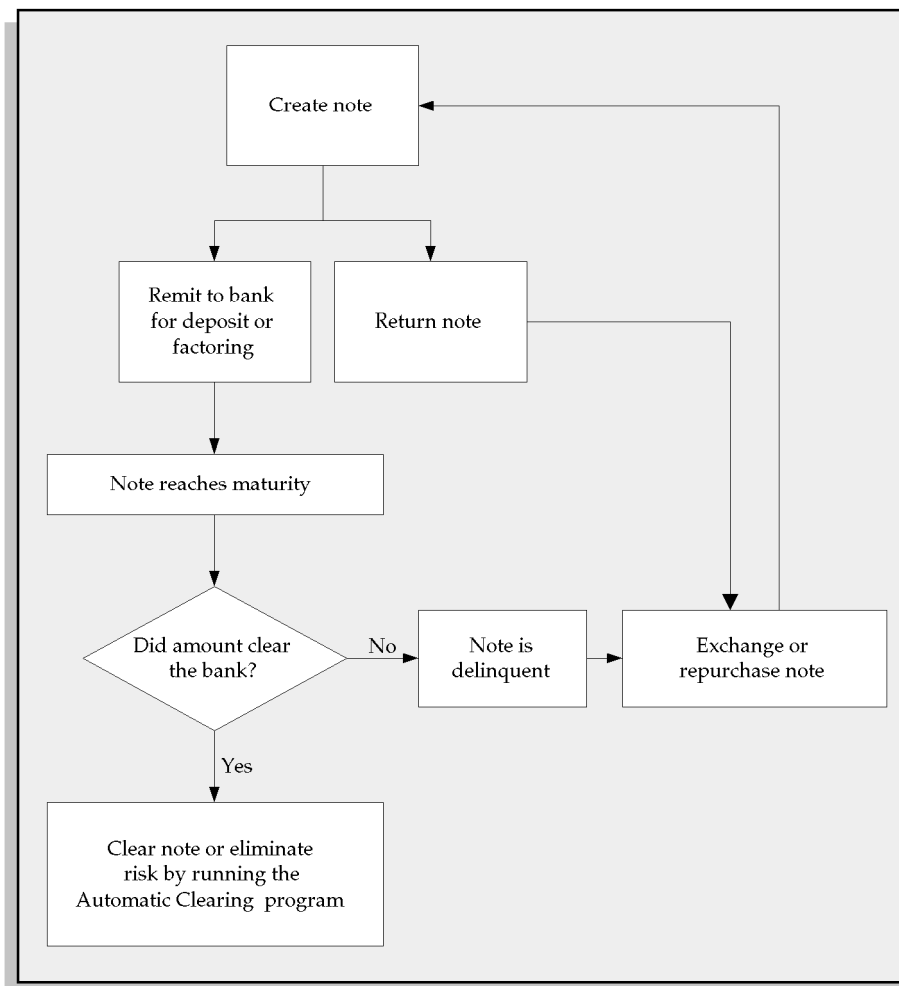 Create note
Remit to bank
for deposit or
factoring
Return note
Note reaches maturity
Did amount clear
the bank?
No
Note is
delinquent
Exchange or
repurchase note
Yes
Clear note or eliminate
risk by running the
Automatic Clearing program